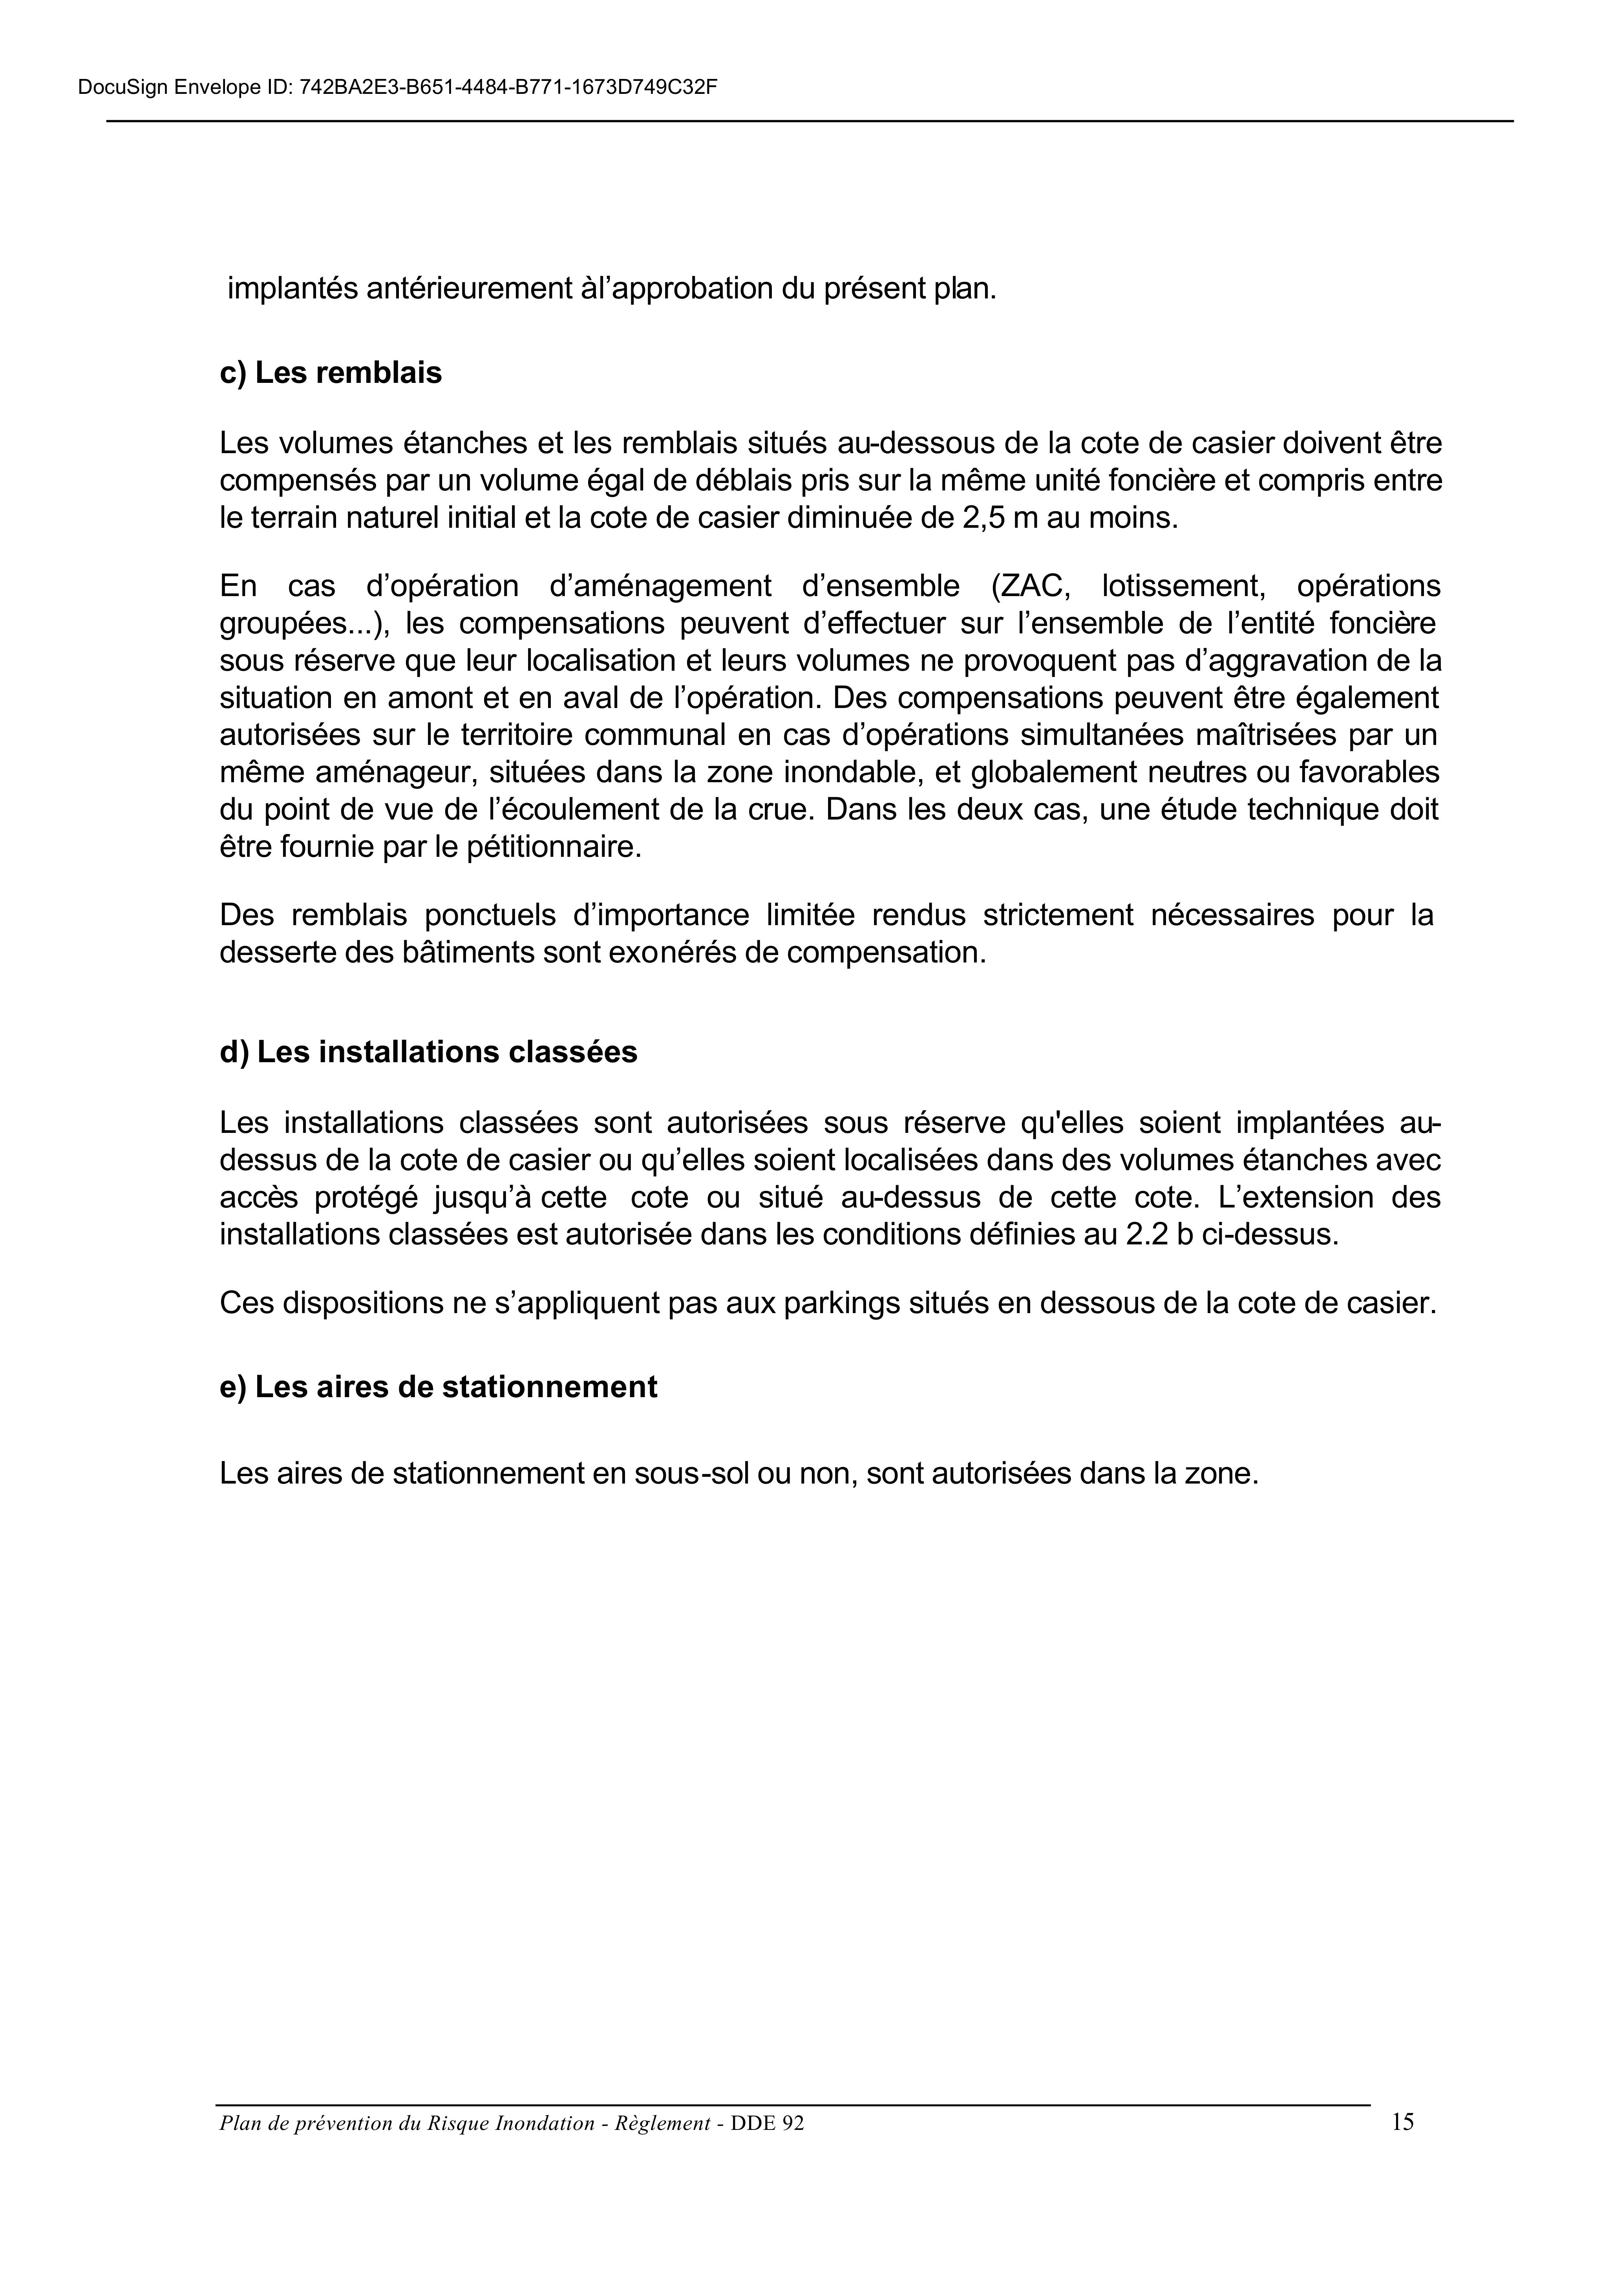 DocuSign Envelope ID: 742BA2E3-B651-4484-B771-1673D749C32F
implantés antérieurement àl’approbation du présent plan.
c) Les remblais
Les volumes étanches et les remblais situés au-dessous de la cote de casier doivent être
compensés par un volume égal de déblais pris sur la même unité foncière et compris entre
le terrain naturel initial et la cote de casier diminuée de 2,5 m au moins.
En cas d’opération d’aménagement d’ensemble (ZAC, lotissement, opérations
groupées...), les compensations peuvent d’effectuer sur l’ensemble de l’entité foncière
sous réserve que leur localisation et leurs volumes ne provoquent pas d’aggravation de la
situation en amont et en aval de l’opération. Des compensations peuvent être également
autorisées sur le territoire communal en cas d’opérations simultanées maîtrisées par un
même aménageur, situées dans la zone inondable, et globalement neutres ou favorables
du point de vue de l’écoulement de la crue. Dans les deux cas, une étude technique doit
être fournie par le pétitionnaire.
Des remblais ponctuels d’importance limitée rendus strictement nécessaires pour la
desserte des bâtiments sont exonérés de compensation.
d) Les installations classées
Les installations classées sont autorisées sous réserve qu'elles soient implantées au-
dessus de la cote de casier ou qu’elles soient localisées dans des volumes étanches avec
accès protégé jusqu’à cette cote ou situé au-dessus de cette cote. L’extension des
installations classées est autorisée dans les conditions définies au 2.2 b ci-dessus.
Ces dispositions ne s’appliquent pas aux parkings situés en dessous de la cote de casier.
e) Les aires de stationnement
Les aires de stationnement en sous-sol ou non, sont autorisées dans la zone.
Plan de prévention du Risque Inondation - Règlement - DDE 92 15